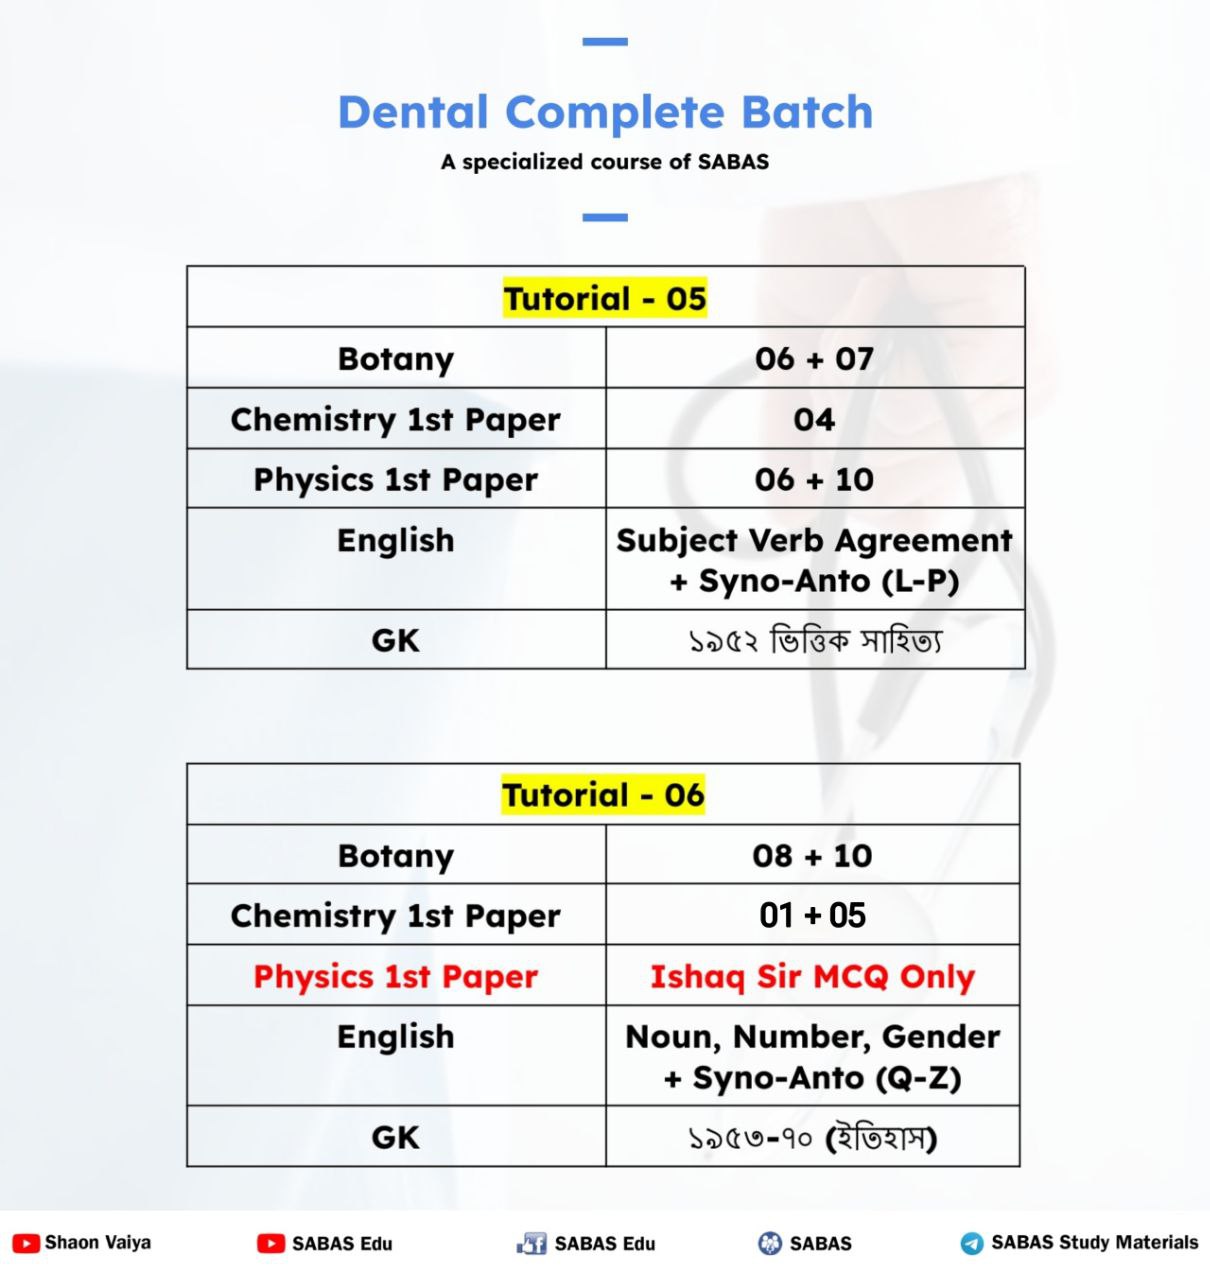 Dental Complete Batch
A specialized course of SABAS
Tutorial - 05
Botany 06 + 07
Chemistry 1st Paper 04
Physics 1st Paper 06 + 10
English Subject Verb Agreement
+ Syno-Anto (L-P)
GK ১৯৫২ ভিত্তিক সাহিত্য
Tutorial - 06
Botany 08 + 10
Chemistry 1st Paper 01 + 05
Physics 1st Paper Ishaq Sir MCQ Only
English Noun, Number, Gender
+ Syno-Anto (Q-Z)
GK ১৯৫৩-৭০ (ইতিহাস)
Shaon Vaiya SABAS Edu SABAS Edu SABAS SABAS Study Materials